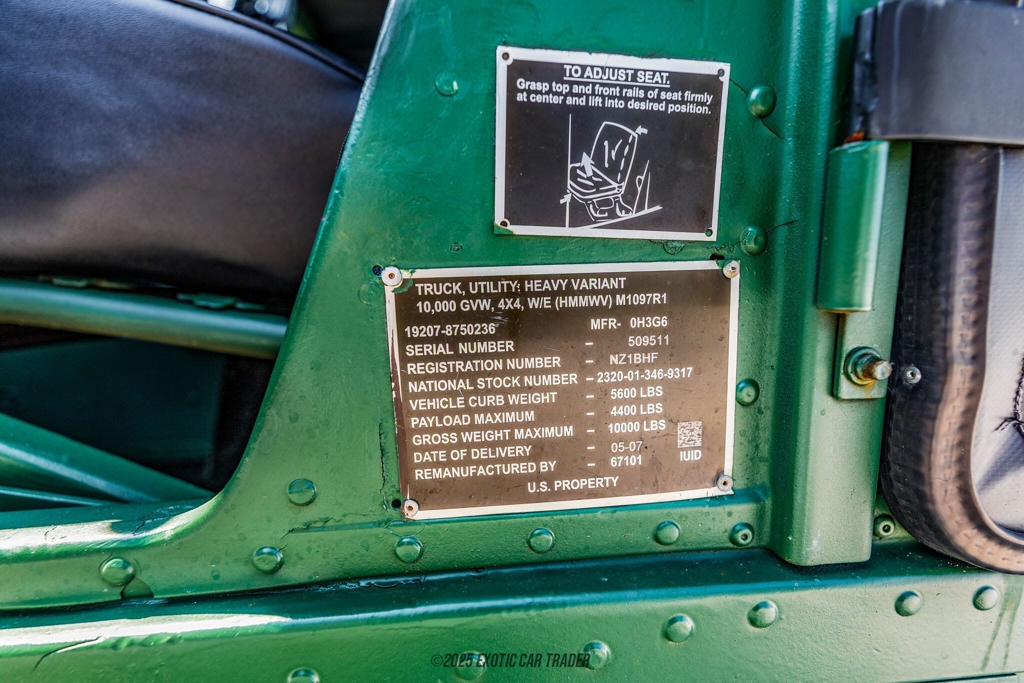 TO ADJUST SEAT.
Grasp top and front rails of seat firmly
at center and lift into desired position.
TRUCK, UTILITY: HEAVY VARIANT
10,000 GVW, 4X4, W/E (HMMWV) M1097R1
19207-8750236 MFR- 0H3G6
SERIAL NUMBER – 509511
REGISTRATION NUMBER – NZ1BHF
NATIONAL STOCK NUMBER – 2320-01-346-9317
VEHICLE CURB WEIGHT – 5600 LBS
PAYLOAD MAXIMUM – 4400 LBS
GROSS WEIGHT MAXIMUM – 10000 LBS
DATE OF DELIVERY – 05-07
REMANUFACTURED BY – 67101
IUID
U.S. PROPERTY
©2025 EXOTIC CAR TRADER